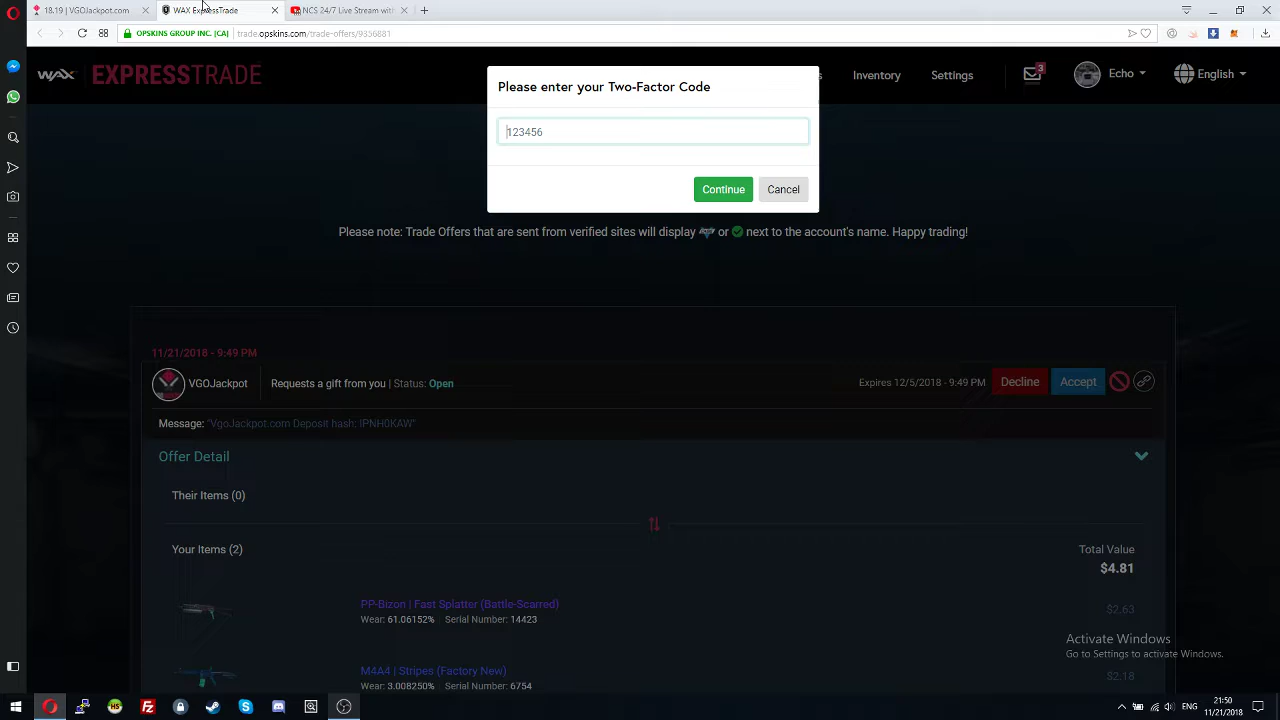 18.19 | VGOJackpot.com
WAX ExpressTrade
NCS 24/7 Live Stream with
OPSKINS GROUP INC. [CA]
trade.opskins.com/trade-offers/9356881
WAX EXPRESSTRADE
Inventory
Settings
3
Echo
English
Please enter your Two-Factor Code
123456
Continue
Cancel
Please note: Trade Offers that are sent from verified sites will display or next to the account's name. Happy trading!
11/21/2018 - 9:49 PM
VGOJackpot
Requests a gift from you | Status: Open
Expires 12/5/2018 - 9:49 PM
Decline
Accept
Message: "VgoJackpot.com Deposit hash: IPNH0KAW"
Offer Detail
Their Items (0)
Your Items (2)
Total Value
$4.81
PP-Bizon | Fast Splatter (Battle-Scarred)
$2.63
Wear: 61.06152% Serial Number: 14423
M4A4 | Stripes (Factory New)
$2.18
Wear: 3.008250% Serial Number: 6754
Activate Windows
Go to Settings to activate Windows.
ENG
21:50
11/21/2018